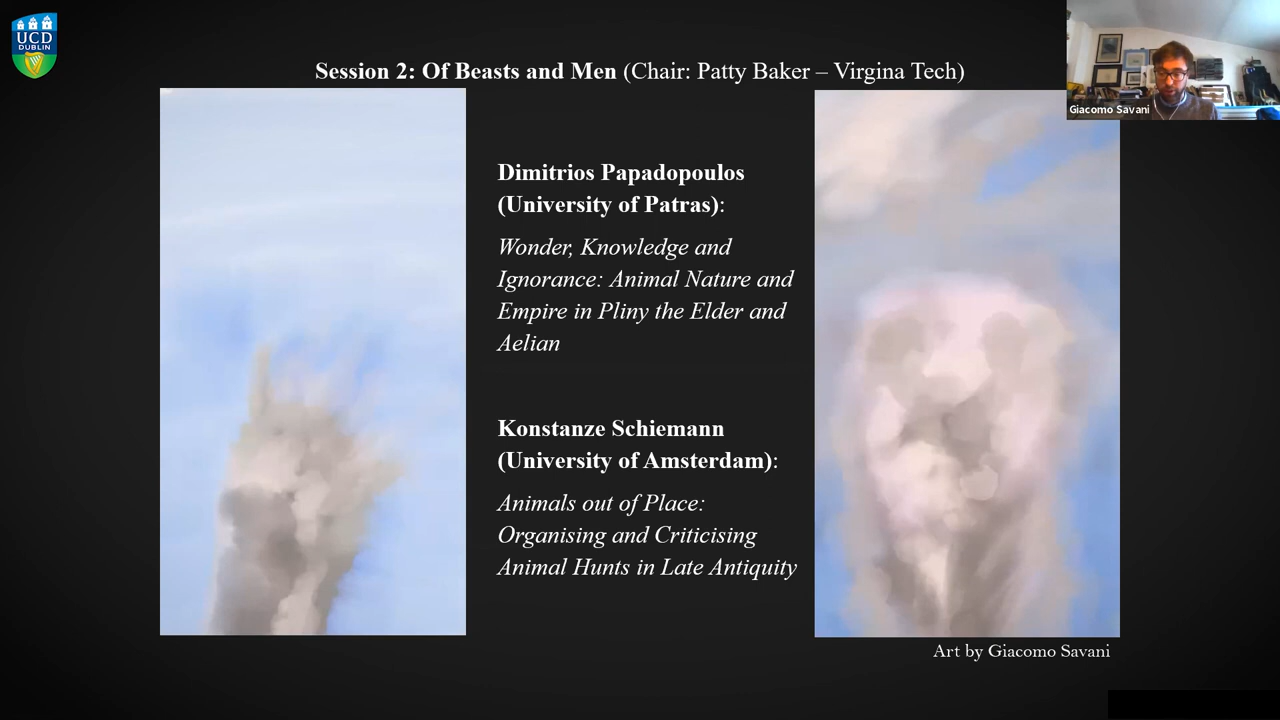 UCD
DUBLIN
Session 2: Of Beasts and Men (Chair: Patty Baker – Virgina Tech)
Giacomo Savani
Dimitrios Papadopoulos
(University of Patras):
Wonder, Knowledge and
Ignorance: Animal Nature and
Empire in Pliny the Elder and
Aelian
Konstanze Schiemann
(University of Amsterdam):
Animals out of Place:
Organising and Criticising
Animal Hunts in Late Antiquity
Art by Giacomo Savani